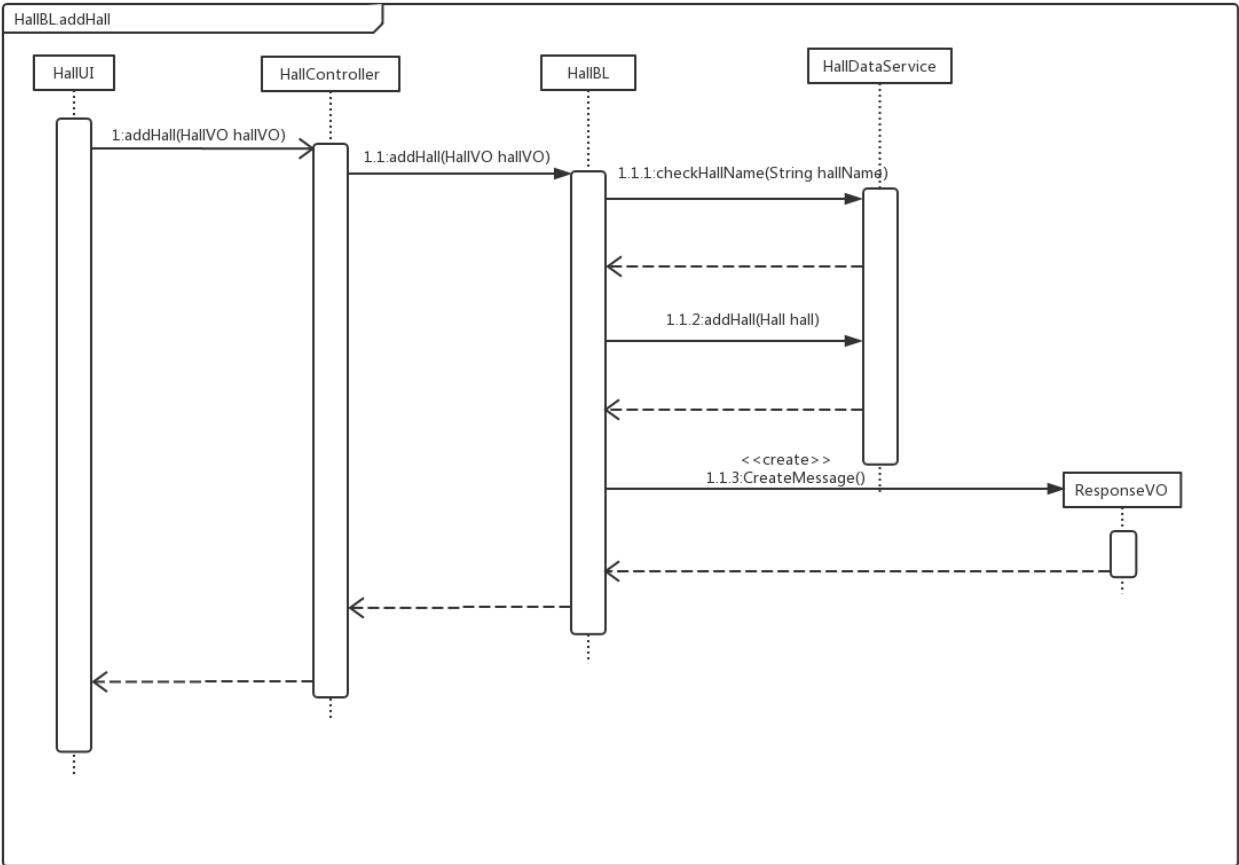 HallBL.addHall
HallUI
HallController
HallBL
HallDataService
1:addHall(HallVO hallVO)
1.1:addHall(HallVO hallVO)
1.1.1:checkHallName(String hallName)
1.1.2:addHall(Hall hall)
<<create>>
1.1.3:CreateMessage()
ResponseVO